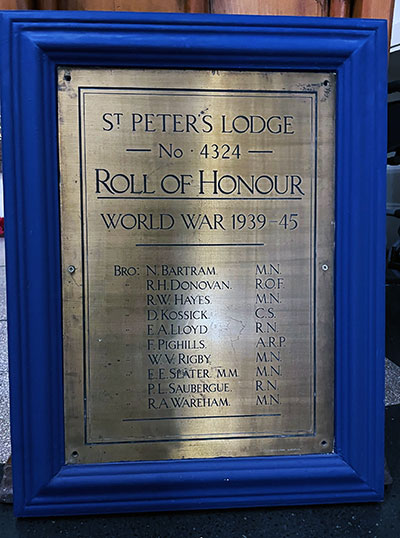 ST PETER'S LODGE
— No · 4324 —
ROLL OF HONOUR
WORLD WAR 1939-45
BRO: N. BARTRAM. M.N.
R.H. DONOVAN. R.O.F.
R.W. HAYES. M.N.
D. KOSSICK. C.S.
E.A. LLOYD R.N.
F. PIGHILLS. A.R.P.
W.V. RIGBY. M.N.
E.E. SLATER. M.M. M.N.
P.L. SAUBERGUE. R.N.
R.A. WAREHAM. M.N.